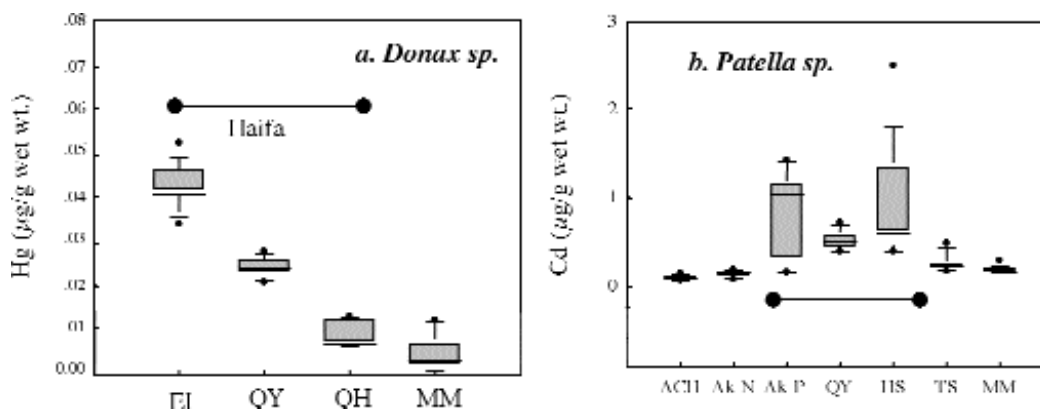 a. Donax sp.
Hg (µg/g wet wt.)
.08
.07
.06
.05
.04
.03
.02
.01
0.00
Haifa
EI QY QH MM
b. Patella sp.
Cd (µg/g wet wt.)
3
2
1
0
ACH Ak N Ak P QY HS TS MM